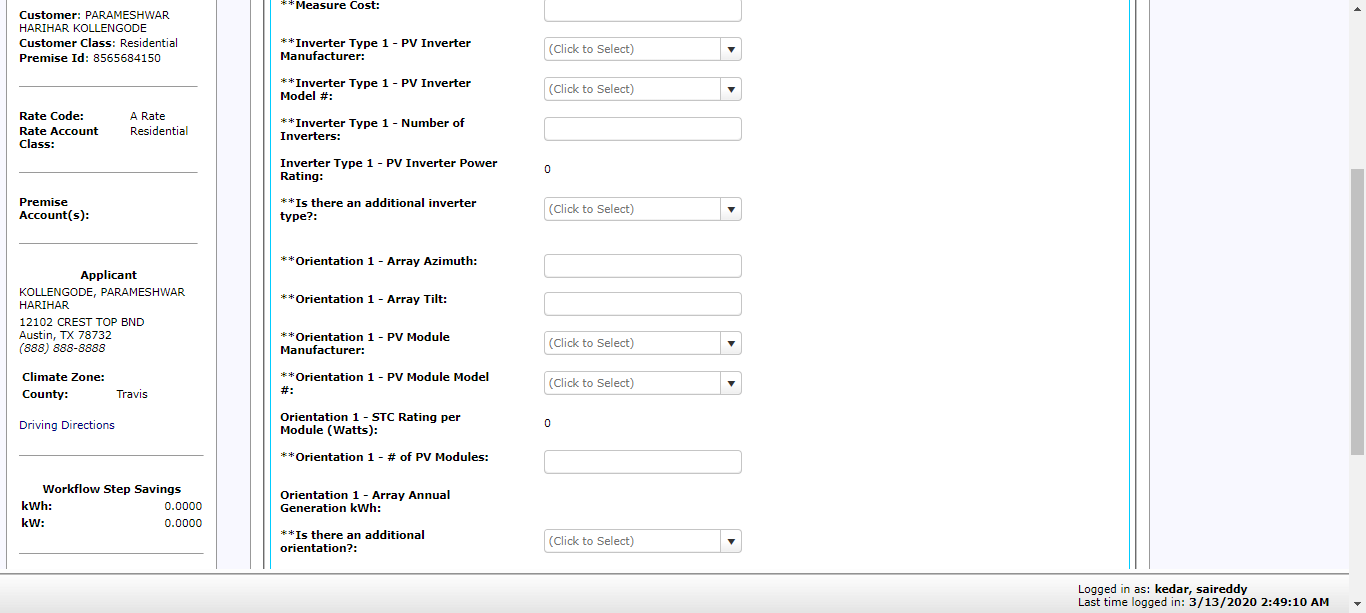 Customer: PARAMESHWAR
HARIHAR KOLLENGODE
Customer Class: Residential
Premise Id: 8565684150
Rate Code: A Rate
Rate Account Residential
Class:
Premise
Account(s):
Applicant
KOLLENGODE, PARAMESHWAR
HARIHAR
12102 CREST TOP BND
Austin, TX 78732
(888) 888-8888
Climate Zone:
County: Travis
Driving Directions
Workflow Step Savings
kWh: 0.0000
kW: 0.0000
**Measure Cost:
**Inverter Type 1 - PV Inverter
Manufacturer:
(Click to Select)
**Inverter Type 1 - PV Inverter
Model #:
(Click to Select)
**Inverter Type 1 - Number of
Inverters:
Inverter Type 1 - PV Inverter Power
Rating:
0
**Is there an additional inverter
type?:
(Click to Select)
**Orientation 1 - Array Azimuth:
**Orientation 1 - Array Tilt:
**Orientation 1 - PV Module
Manufacturer:
(Click to Select)
**Orientation 1 - PV Module Model
#:
(Click to Select)
Orientation 1 - STC Rating per
Module (Watts):
0
**Orientation 1 - # of PV Modules:
Orientation 1 - Array Annual
Generation kWh:
**Is there an additional
orientation?:
(Click to Select)
Logged in as: kedar, saireddy
Last time logged in: 3/13/2020 2:49:10 AM